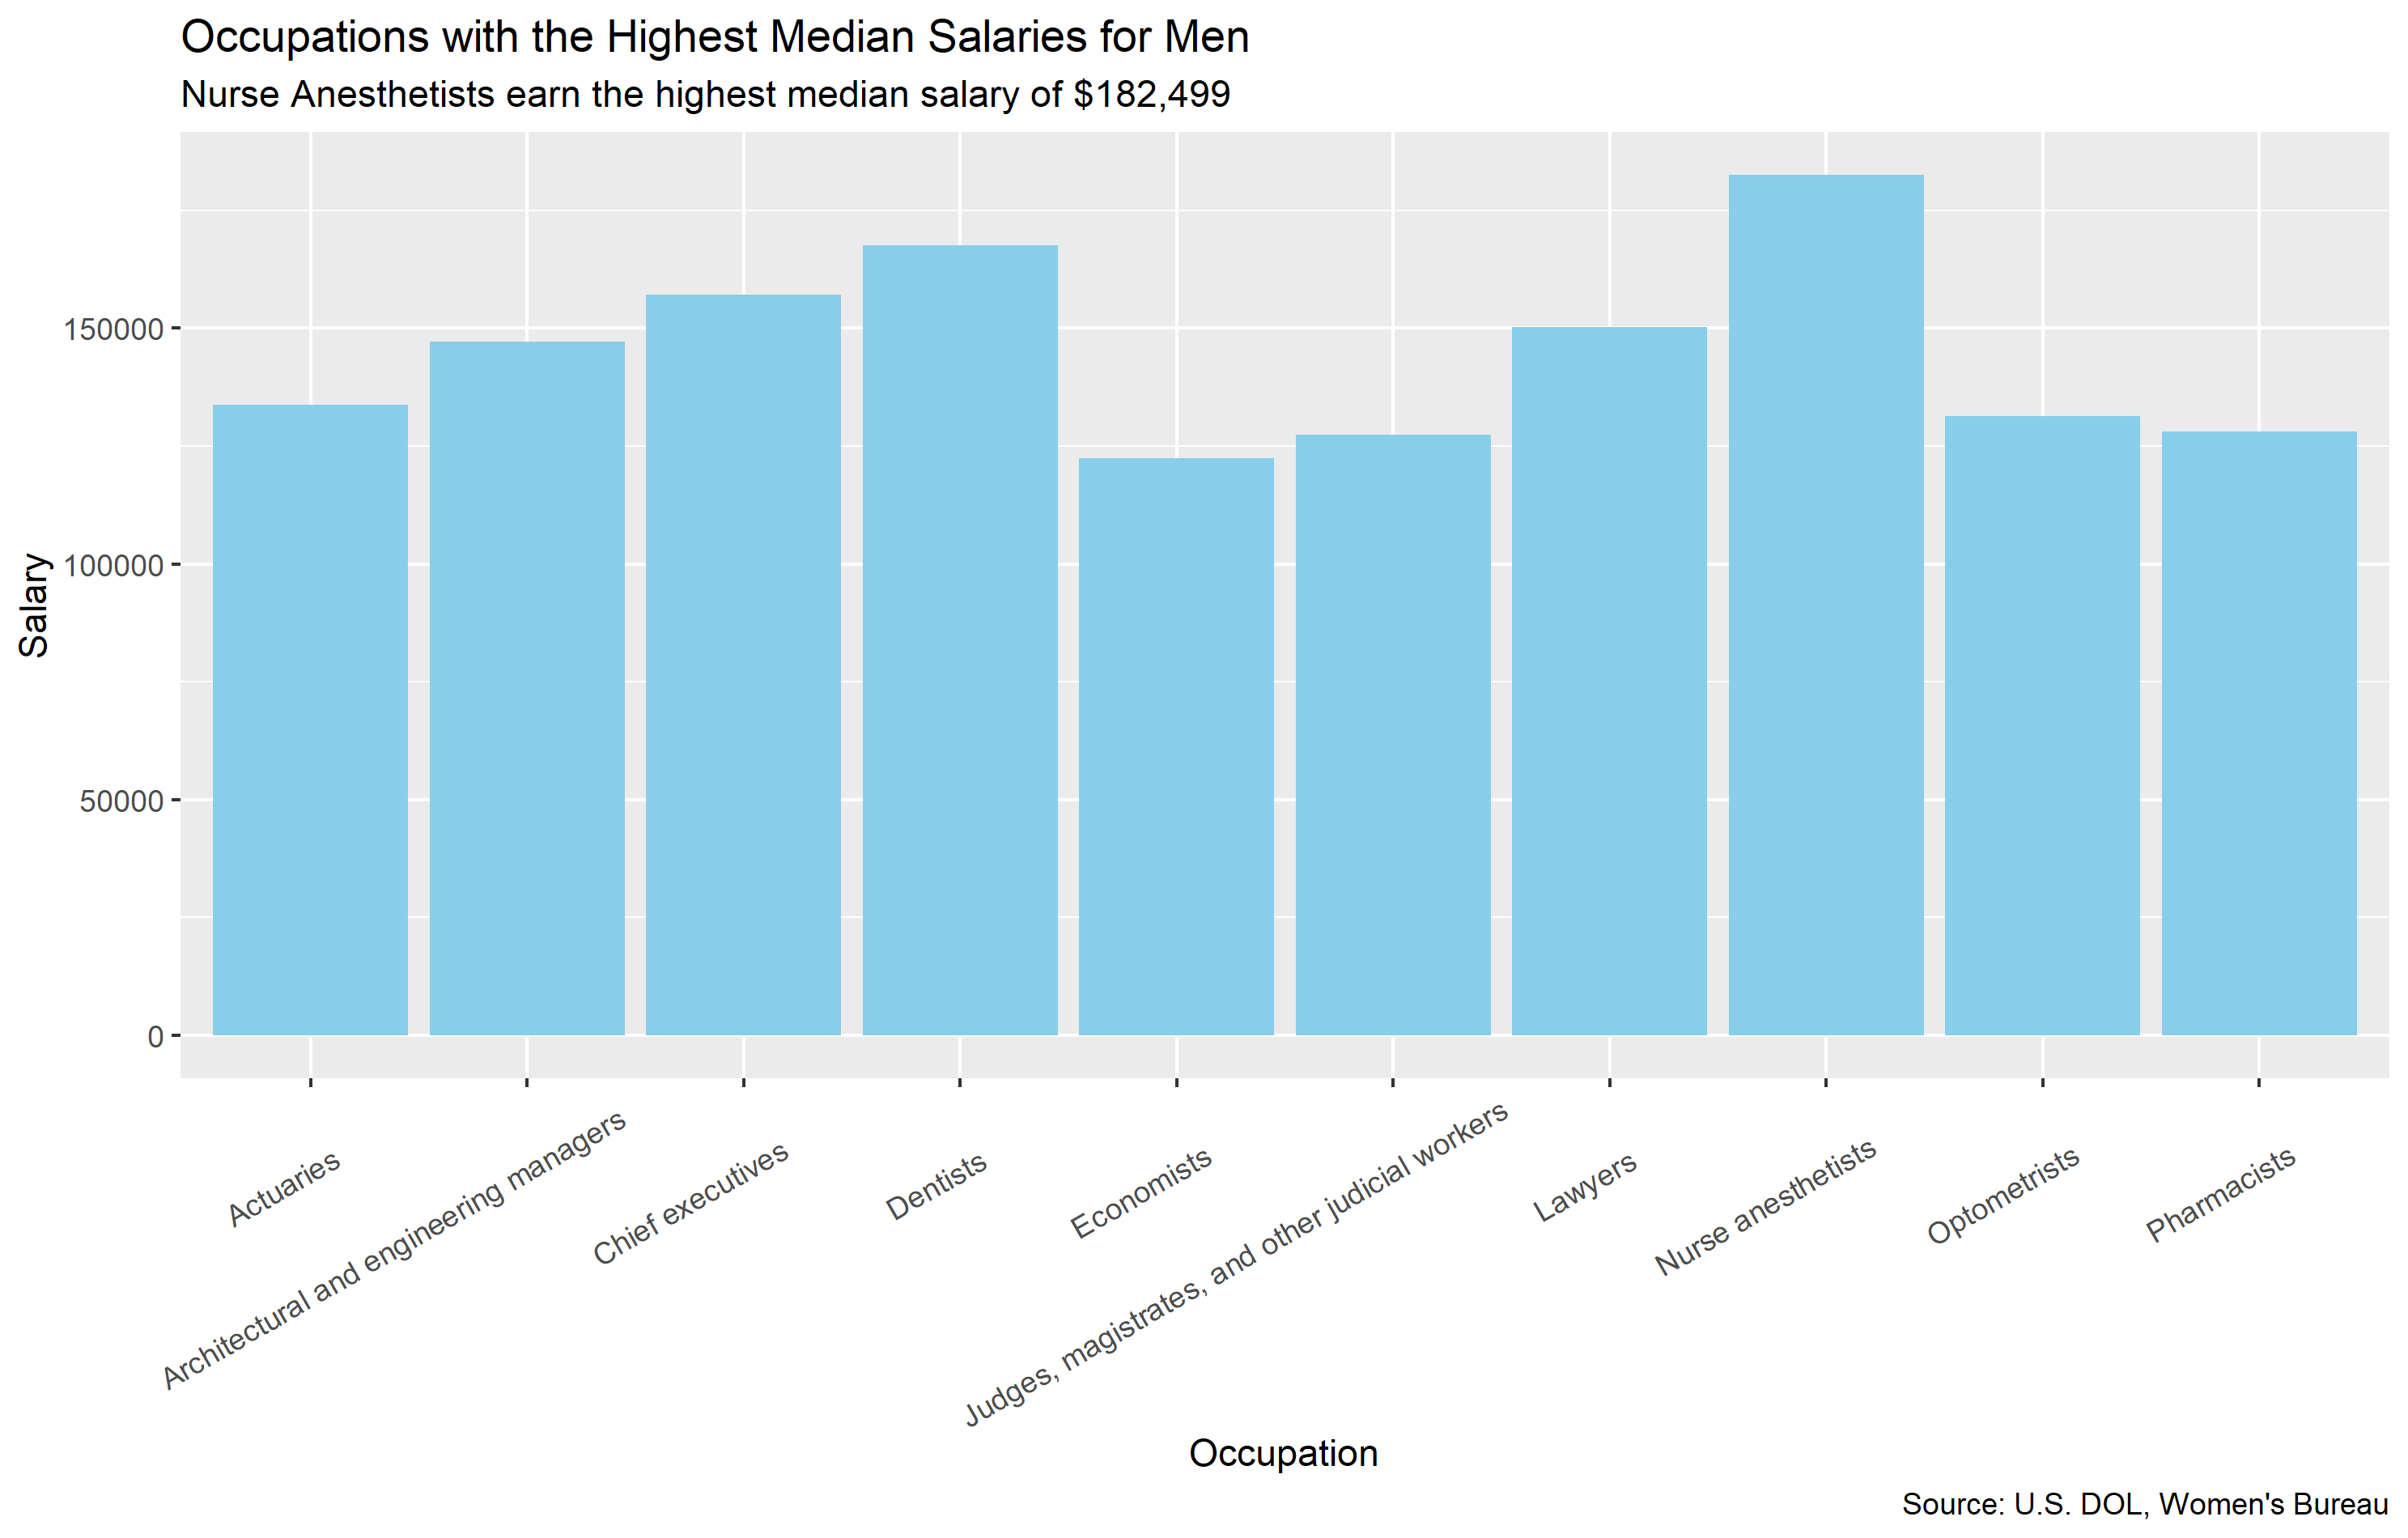 Occupations with the Highest Median Salaries for Men
Nurse Anesthetists earn the highest median salary of $182,499
Salary
150000
100000
50000
0
Actuaries
Architectural and engineering managers
Chief executives
Dentists
Economists
Judges, magistrates, and other judicial workers
Lawyers
Nurse anesthetists
Optometrists
Pharmacists
Occupation
Source: U.S. DOL, Women's Bureau